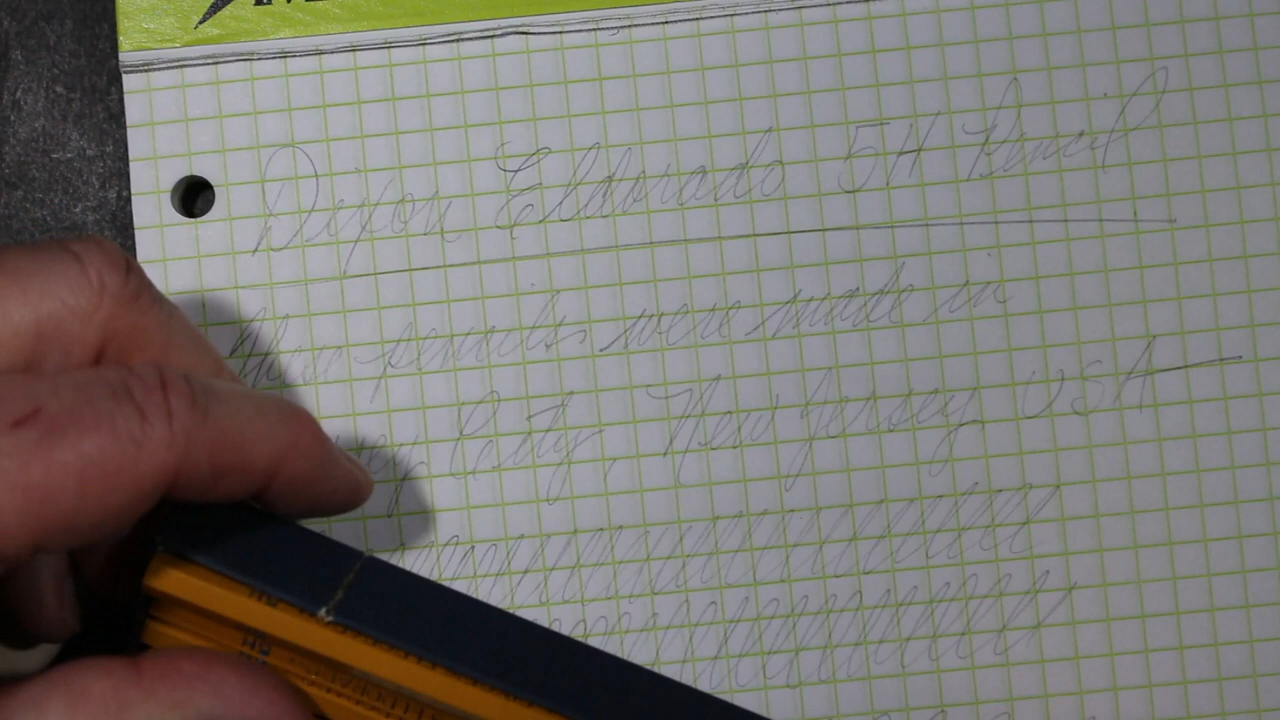 Dixon Eldorado 5H Pencil
These pencils were made in
City, New Jersey USA